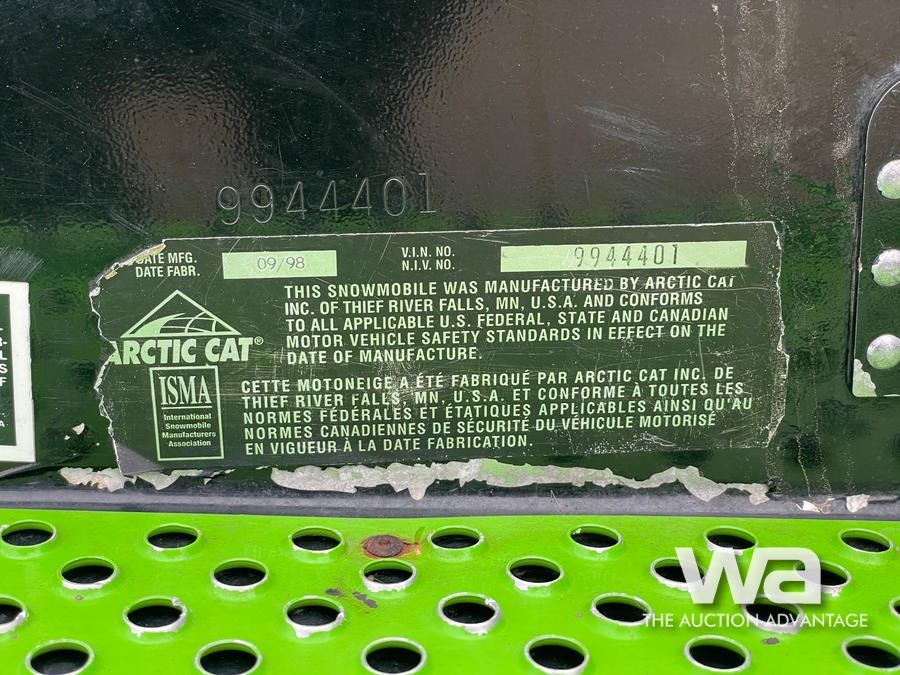 9944401
DATE MFG. 09/98 V.I.N. NO. 9944401
DATE FABR. N.I.V. NO.
THIS SNOWMOBILE WAS MANUFACTURED BY ARCTIC CAT
INC. OF THIEF RIVER FALLS, MN, U.S.A. AND CONFORMS
TO ALL APPLICABLE U.S. FEDERAL, STATE AND CANADIAN
MOTOR VEHICLE SAFETY STANDARDS IN EFFECT ON THE
DATE OF MANUFACTURE.
ARCTIC CAT®
ISMA
International
Snowmobile
Manufacturers
Association
CETTE MOTONEIGE A ÉTE FABRIQUÉ PAR ARCTIC CAT INC. DE
THIEF RIVER FALLS, MN, U.S.A. ET CONFORME À TOUTES LES
NORMES FÉDÉRALES ET ÉTATIQUES APPLICABLES AINSI QU'AU
NORMES CANADIENNES DE SÉCURITÉ DU VÉHICULE MOTORISÉ
EN VIGUEUR À LA DATE FABRICATION.
wa
THE AUCTION ADVANTAGE